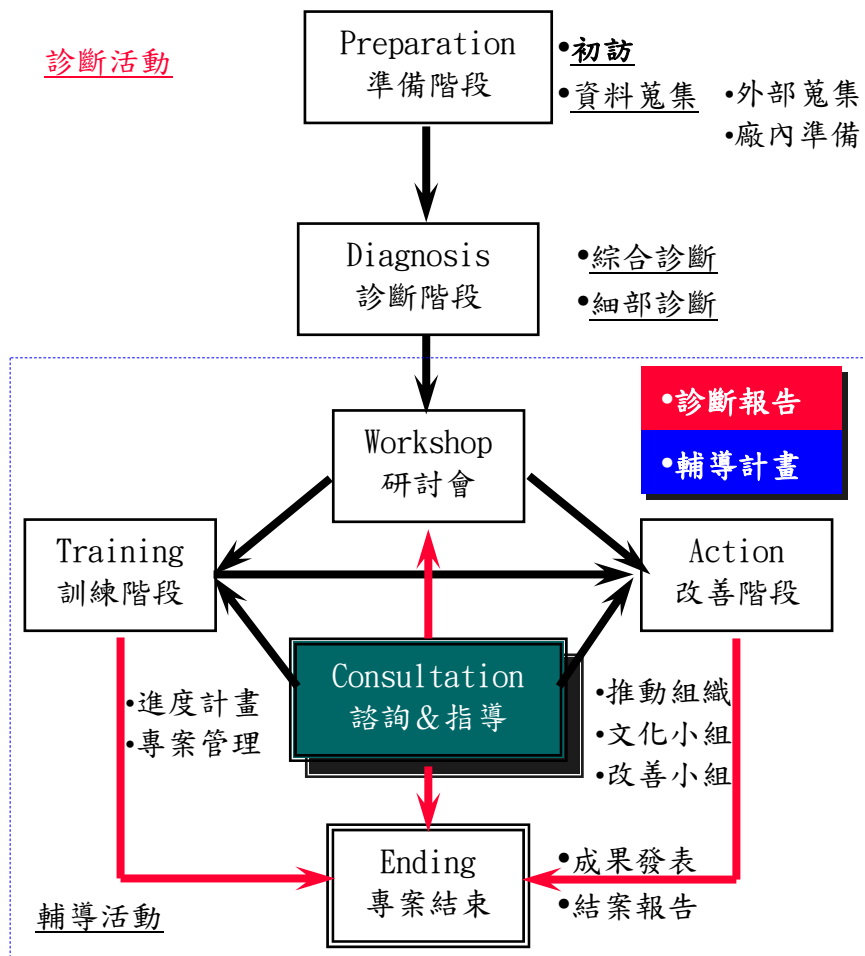 診斷活動
Preparation
準備階段
•初訪
•資料蒐集
•外部蒐集
•廠內準備
Diagnosis
診斷階段
•綜合診斷
•細部診斷
•診斷報告
•輔導計畫
Workshop
研討會
Training
訓練階段
Action
改善階段
Consultation
諮詢&指導
•進度計畫
•專案管理
•推動組織
•文化小組
•改善小組
Ending
專案結束
•成果發表
•結案報告
輔導活動